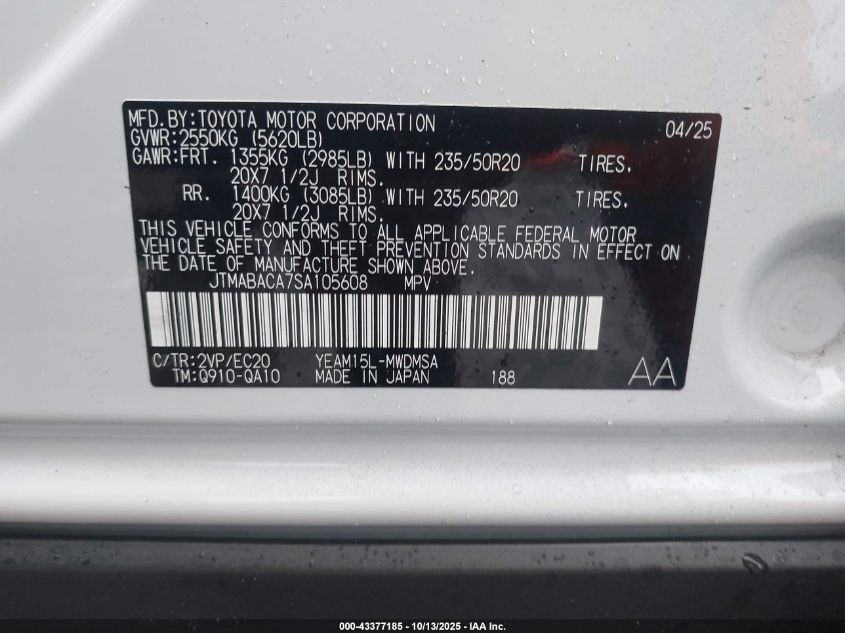 MFD.BY:TOYOTA MOTOR CORPORATION 04/25
GVWR:2550KG (5620LB)
GAWR:FRT. 1355KG (2985LB) WITH 235/50R20 TIRES.
20X7 1/2J RIMS.
RR. 1400KG (3085LB) WITH 235/50R20 TIRES.
20X7 1/2J RIMS.
THIS VEHICLE CONFORMS TO ALL APPLICABLE FEDERAL MOTOR
VEHICLE SAFETY AND THEFT PREVENTION STANDARDS IN EFFECT ON
THE DATE OF MANUFACTURE SHOWN ABOVE.
JTMABACA7SA105608 MPV
C/TR:2VP/EC20 YEAM15L-MWDMSA
TM:Q910-QA10 MADE IN JAPAN 188 AA
000-43377185 - 10/13/2025 - IAA Inc.